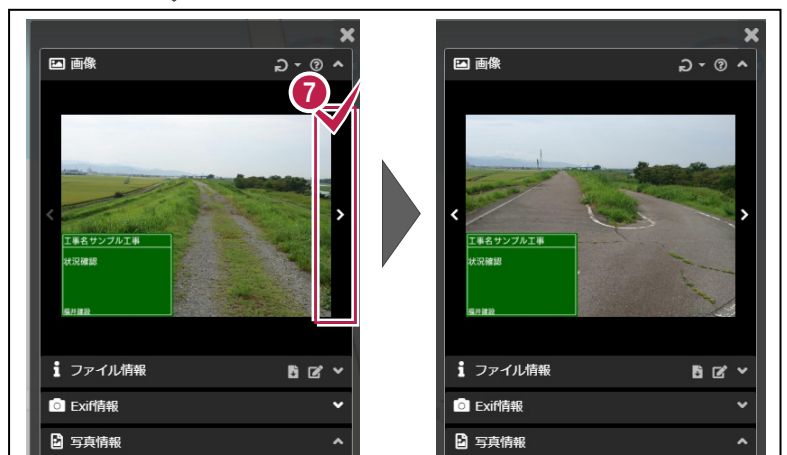 画像
7
工事名サンプル工事
状況確認
福井建設
ファイル情報
Exif情報
写真情報
画像
工事名サンプル工事
状況確認
福井建設
ファイル情報
Exif情報
写真情報